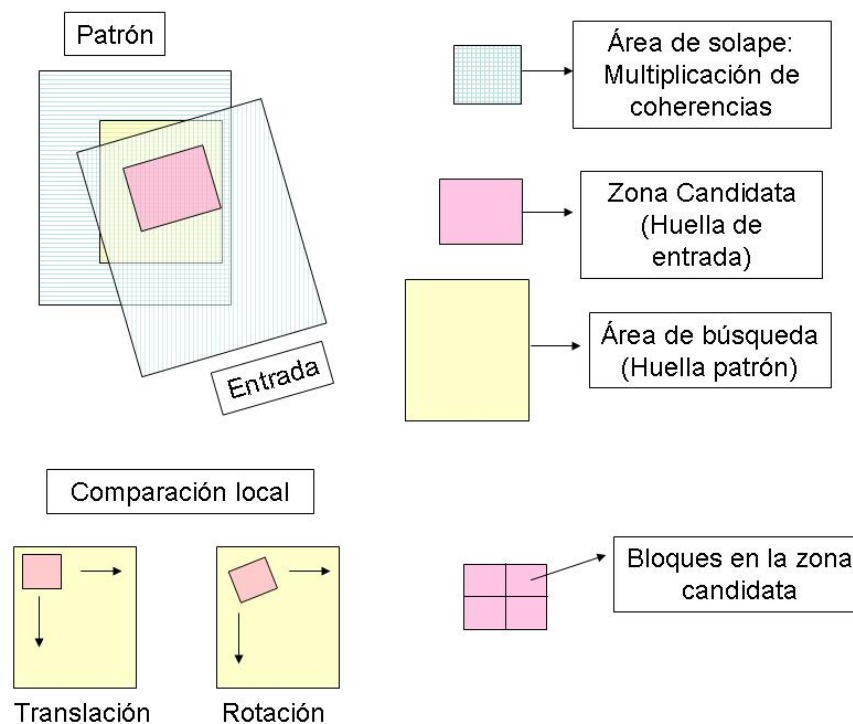 Patrón
Área de solape:
Multiplicación de
coherencias
Zona Candidata
(Huella de
entrada)
Área de búsqueda
(Huella patrón)
Entrada
Comparación local
Bloques en la zona
candidata
Translación
Rotación